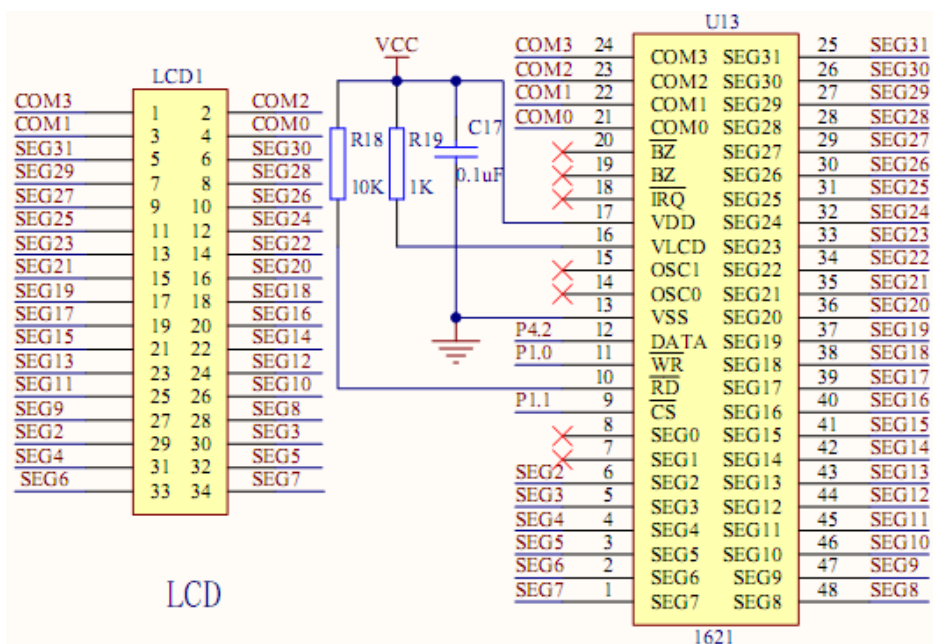 LCD1
COM3 1 2 COM2
COM1 3 4 COM0
SEG31 5 6 SEG30
SEG29 7 8 SEG28
SEG27 9 10 SEG26
SEG25 11 12 SEG24
SEG23 13 14 SEG22
SEG21 15 16 SEG20
SEG19 17 18 SEG18
SEG17 19 20 SEG16
SEG15 21 22 SEG14
SEG13 23 24 SEG12
SEG11 25 26 SEG10
SEG9 27 28 SEG8
SEG2 29 30 SEG3
SEG4 31 32 SEG5
SEG6 33 34 SEG7
LCD
VCC
R18
10K
R19
1K
C17
0.1uF
U13
COM3 24 COM3 SEG31 25 SEG31
COM2 23 COM2 SEG30 26 SEG30
COM1 22 COM1 SEG29 27 SEG29
COM0 21 COM0 SEG28 28 SEG28
20 BZ SEG27 29 SEG27
19 BZ SEG26 30 SEG26
18 IRQ SEG25 31 SEG25
17 VDD SEG24 32 SEG24
16 VLCD SEG23 33 SEG23
15 OSC1 SEG22 34 SEG22
14 OSC0 SEG21 35 SEG21
13 VSS SEG20 36 SEG20
P4.2 12 DATA SEG19 37 SEG19
P1.0 11 WR SEG18 38 SEG18
10 RD SEG17 39 SEG17
P1.1 9 CS SEG16 40 SEG16
8 SEG0 SEG15 41 SEG15
7 SEG1 SEG14 42 SEG14
SEG2 6 SEG2 SEG13 43 SEG13
SEG3 5 SEG3 SEG12 44 SEG12
SEG4 4 SEG4 SEG11 45 SEG11
SEG5 3 SEG5 SEG10 46 SEG10
SEG6 2 SEG6 SEG9 47 SEG9
SEG7 1 SEG7 SEG8 48 SEG8
1621